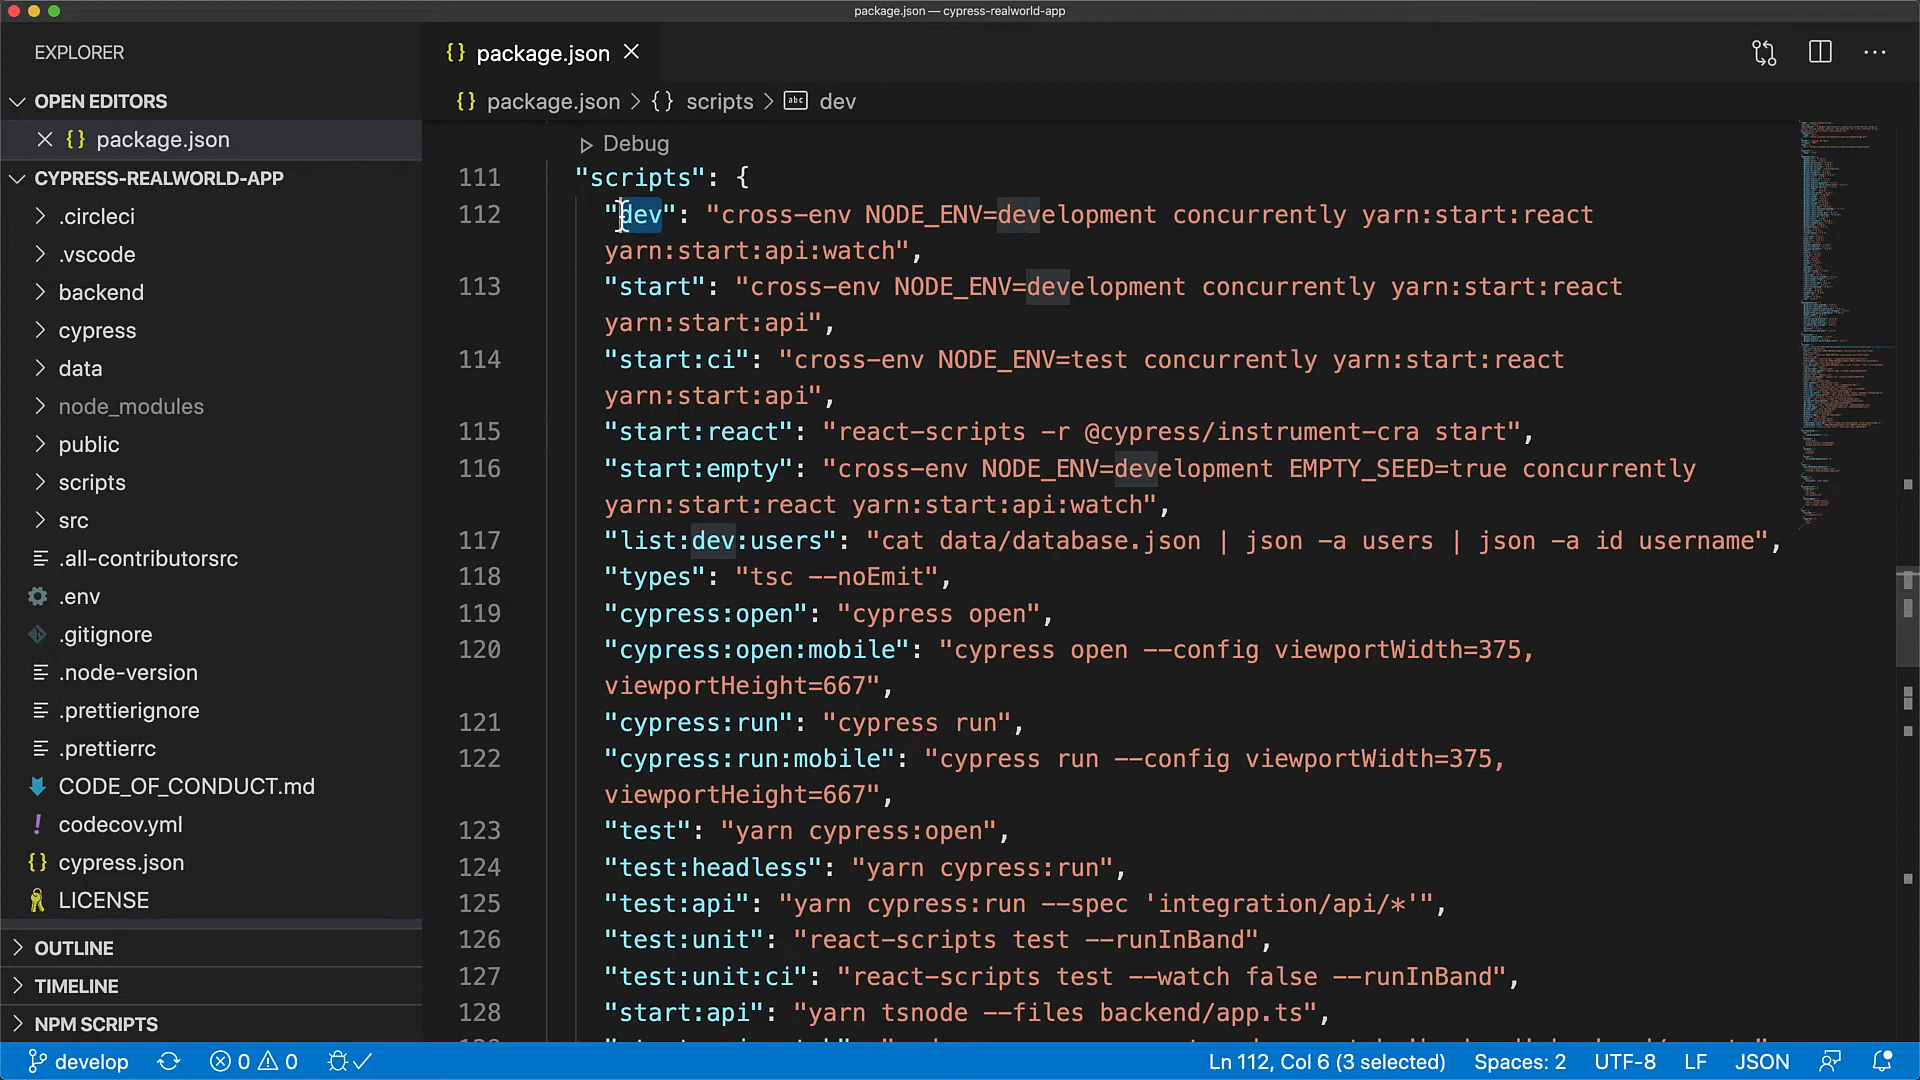 package.json — cypress-realworld-app
EXPLORER
OPEN EDITORS
{} package.json
CYPRESS-REALWORLD-APP
.circleci
.vscode
backend
cypress
data
node_modules
public
scripts
src
.all-contributorsrc
.env
.gitignore
.node-version
.prettierignore
.prettierrc
CODE_OF_CONDUCT.md
! codecov.yml
{} cypress.json
LICENSE
OUTLINE
TIMELINE
NPM SCRIPTS
{} package.json
{} package.json > {} scripts > abc dev
Debug
111 "scripts": {
112 "dev": "cross-env NODE_ENV=development concurrently yarn:start:react
yarn:start:api:watch",
113 "start": "cross-env NODE_ENV=development concurrently yarn:start:react
yarn:start:api",
114 "start:ci": "cross-env NODE_ENV=test concurrently yarn:start:react
yarn:start:api",
115 "start:react": "react-scripts -r @cypress/instrument-cra start",
116 "start:empty": "cross-env NODE_ENV=development EMPTY_SEED=true concurrently
yarn:start:react yarn:start:api:watch",
117 "list:dev:users": "cat data/database.json | json -a users | json -a id username",
118 "types": "tsc --noEmit",
119 "cypress:open": "cypress open",
120 "cypress:open:mobile": "cypress open --config viewportWidth=375,
viewportHeight=667",
121 "cypress:run": "cypress run",
122 "cypress:run:mobile": "cypress run --config viewportWidth=375,
viewportHeight=667",
123 "test": "yarn cypress:open",
124 "test:headless": "yarn cypress:run",
125 "test:api": "yarn cypress:run --spec 'integration/api/*'",
126 "test:unit": "react-scripts test --runInBand",
127 "test:unit:ci": "react-scripts test --watch false --runInBand",
128 "start:api": "yarn tsnode --files backend/app.ts",
develop 0 0 Ln 112, Col 6 (3 selected) Spaces: 2 UTF-8 LF JSON